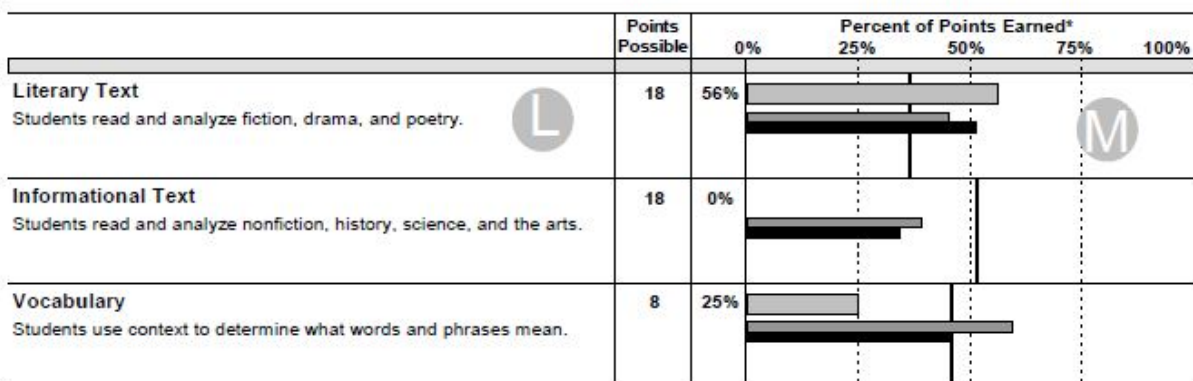 Points Possible
Percent of Points Earned*
0% 25% 50% 75% 100%
Literary Text
Students read and analyze fiction, drama, and poetry.
18 56%
L
M
Informational Text
Students read and analyze nonfiction, history, science, and the arts.
18 0%
Vocabulary
Students use context to determine what words and phrases mean.
8 25%